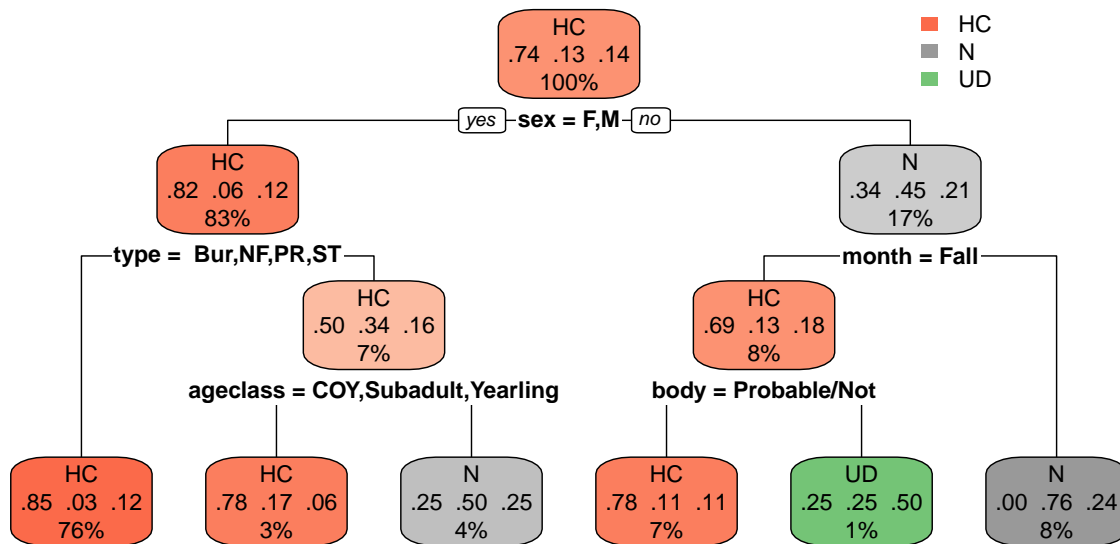 HC
.74 .13 .14
100%
HC
N
UD
yes sex = F,M no
HC
.82 .06 .12
83%
N
.34 .45 .21
17%
type = Bur,NF,PR,ST
month = Fall
HC
.50 .34 .16
7%
HC
.69 .13 .18
8%
ageclass = COY,Subadult,Yearling
body = Probable/Not
HC
.85 .03 .12
76%
HC
.78 .17 .06
3%
N
.25 .50 .25
4%
HC
.78 .11 .11
7%
UD
.25 .25 .50
1%
N
.00 .76 .24
8%